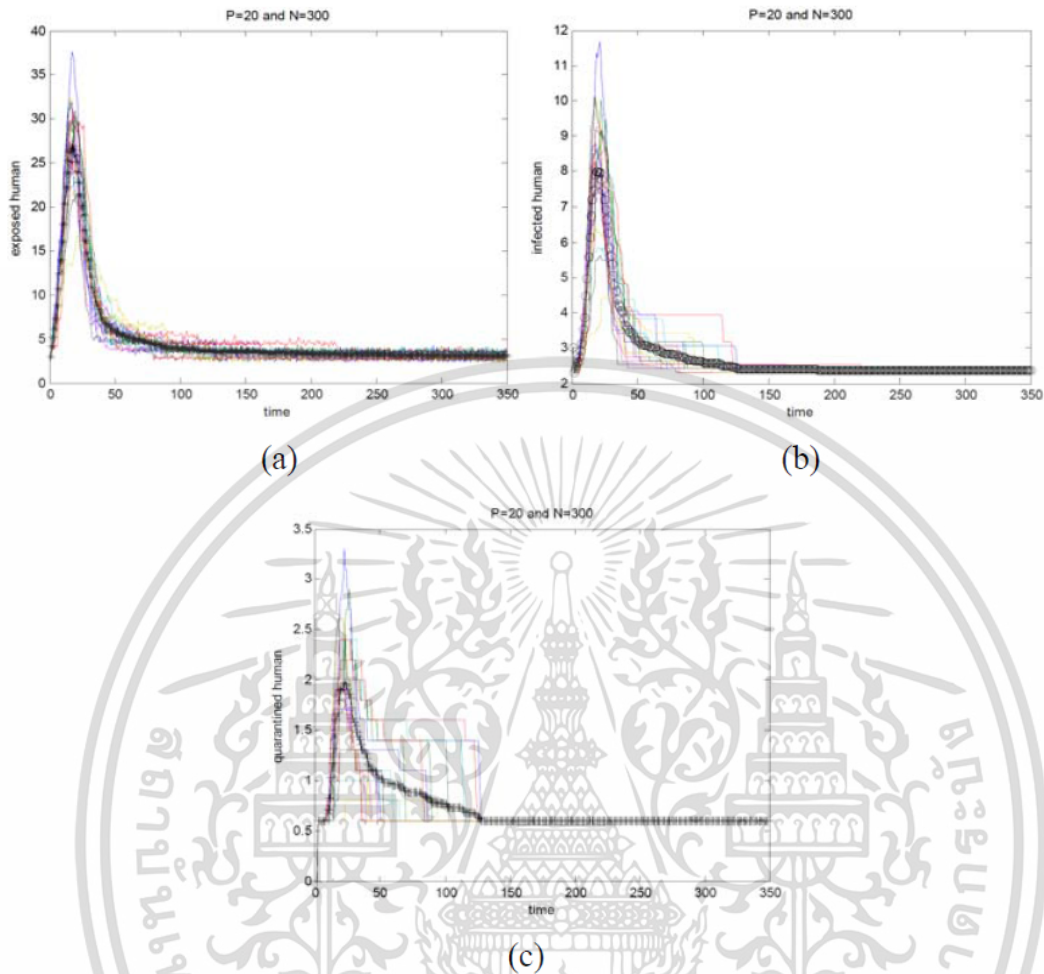 P=20 and N=300
40
35
30
25
20
15
10
5
0
exposed human
0 50 100 150 200 250 300 350
time
(a)
P=20 and N=300
12
11
10
9
8
7
6
5
4
3
2
infected human
0 50 100 150 200 250 300 350
time
(b)
P=20 and N=300
3.5
3
2.5
2
1.5
1
0.5
0
quarantined human
0 50 100 150 200 250 300 350
time
(c)